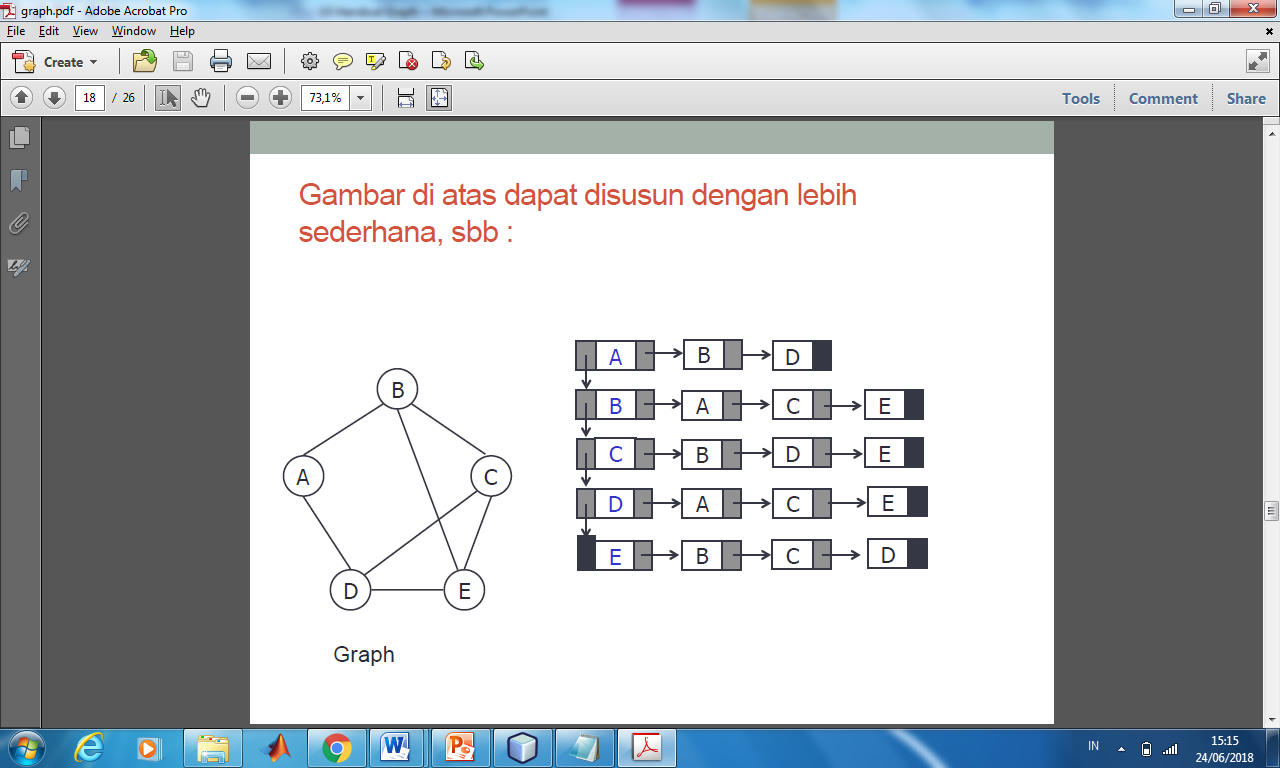 graph.pdf - Adobe Acrobat Pro
File Edit View Window Help
Create
18 / 26
73,1%
Tools Comment Share
Gambar di atas dapat disusun dengan lebih
sederhana, sbb :
A B D
B A C E
C B D E
D A C E
E B C D
B
A
C
D
E
Graph
IN
15:15
24/06/2018